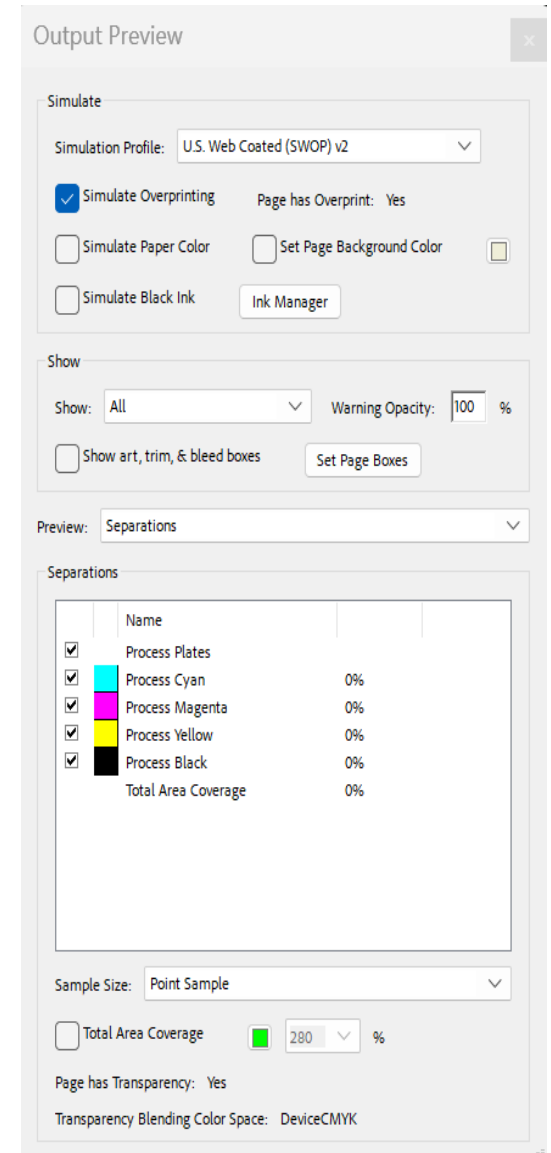 Output Preview
x
Simulate
Simulation Profile: U.S. Web Coated (SWOP) v2
Simulate Overprinting Page has Overprint: Yes
Simulate Paper Color Set Page Background Color
Simulate Black Ink Ink Manager
Show
Show: All Warning Opacity: 100 %
Show art, trim, & bleed boxes Set Page Boxes
Preview: Separations
Separations
Name
Process Plates
Process Cyan 0%
Process Magenta 0%
Process Yellow 0%
Process Black 0%
Total Area Coverage 0%
Sample Size: Point Sample
Total Area Coverage 280 %
Page has Transparency: Yes
Transparency Blending Color Space: DeviceCMYK